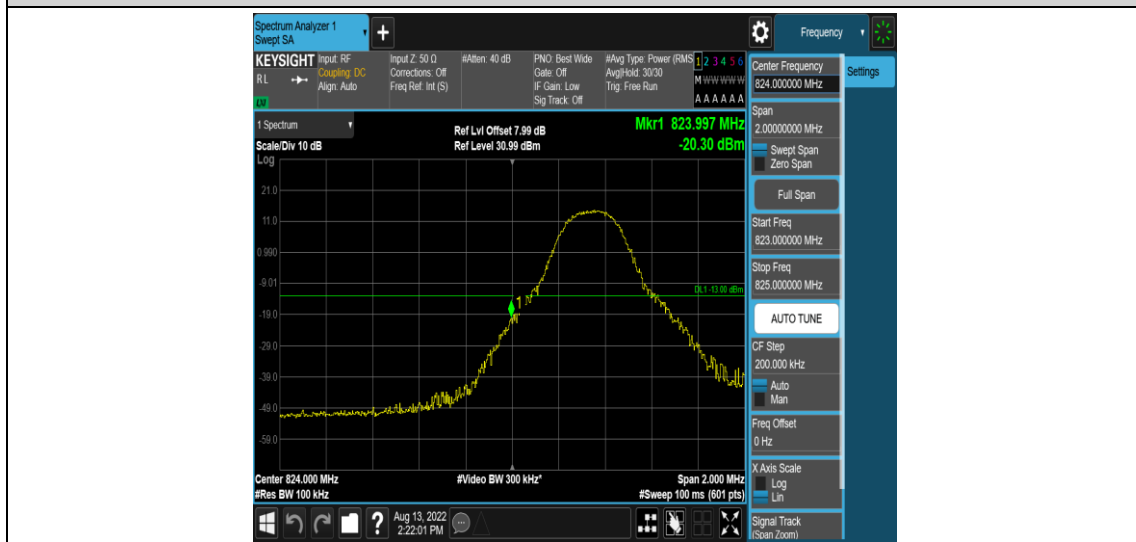 Spectrum Analyzer 1
Swept SA
+
Frequency
KEYSIGHT
RL
LXI
Input: RF
Coupling: DC
Align: Auto
Input Z: 50 Ω
Corrections: Off
Freq Ref: Int (S)
#Atten: 40 dB
PNO: Best Wide
Gate: Off
IF Gain: Low
Sig Track: Off
#Avg Type: Power (RMS
Avg|Hold: 30/30
Trig: Free Run
1 2 3 4 5 6
M W W W W W
A A A A A A
1 Spectrum
Scale/Div 10 dB
Log
Ref Lvl Offset 7.99 dB
Ref Level 30.99 dBm
Mkr1 823.997 MHz
-20.30 dBm
21.0
11.0
0.990
-9.01
-19.0
-29.0
-39.0
-49.0
-59.0
DL1 -13.00 dBm
1
Center 824.000 MHz
#Res BW 100 kHz
#Video BW 300 kHz*
Span 2.000 MHz
#Sweep 100 ms (601 pts)
?
Aug 13, 2022
2:22:01 PM
Center Frequency
824.000000 MHz
Span
2.00000000 MHz
Swept Span
Zero Span
Full Span
Start Freq
823.000000 MHz
Stop Freq
825.000000 MHz
AUTO TUNE
CF Step
200.000 kHz
Auto
Man
Freq Offset
0 Hz
X Axis Scale
Log
Lin
Signal Track
(Span Zoom)
Settings